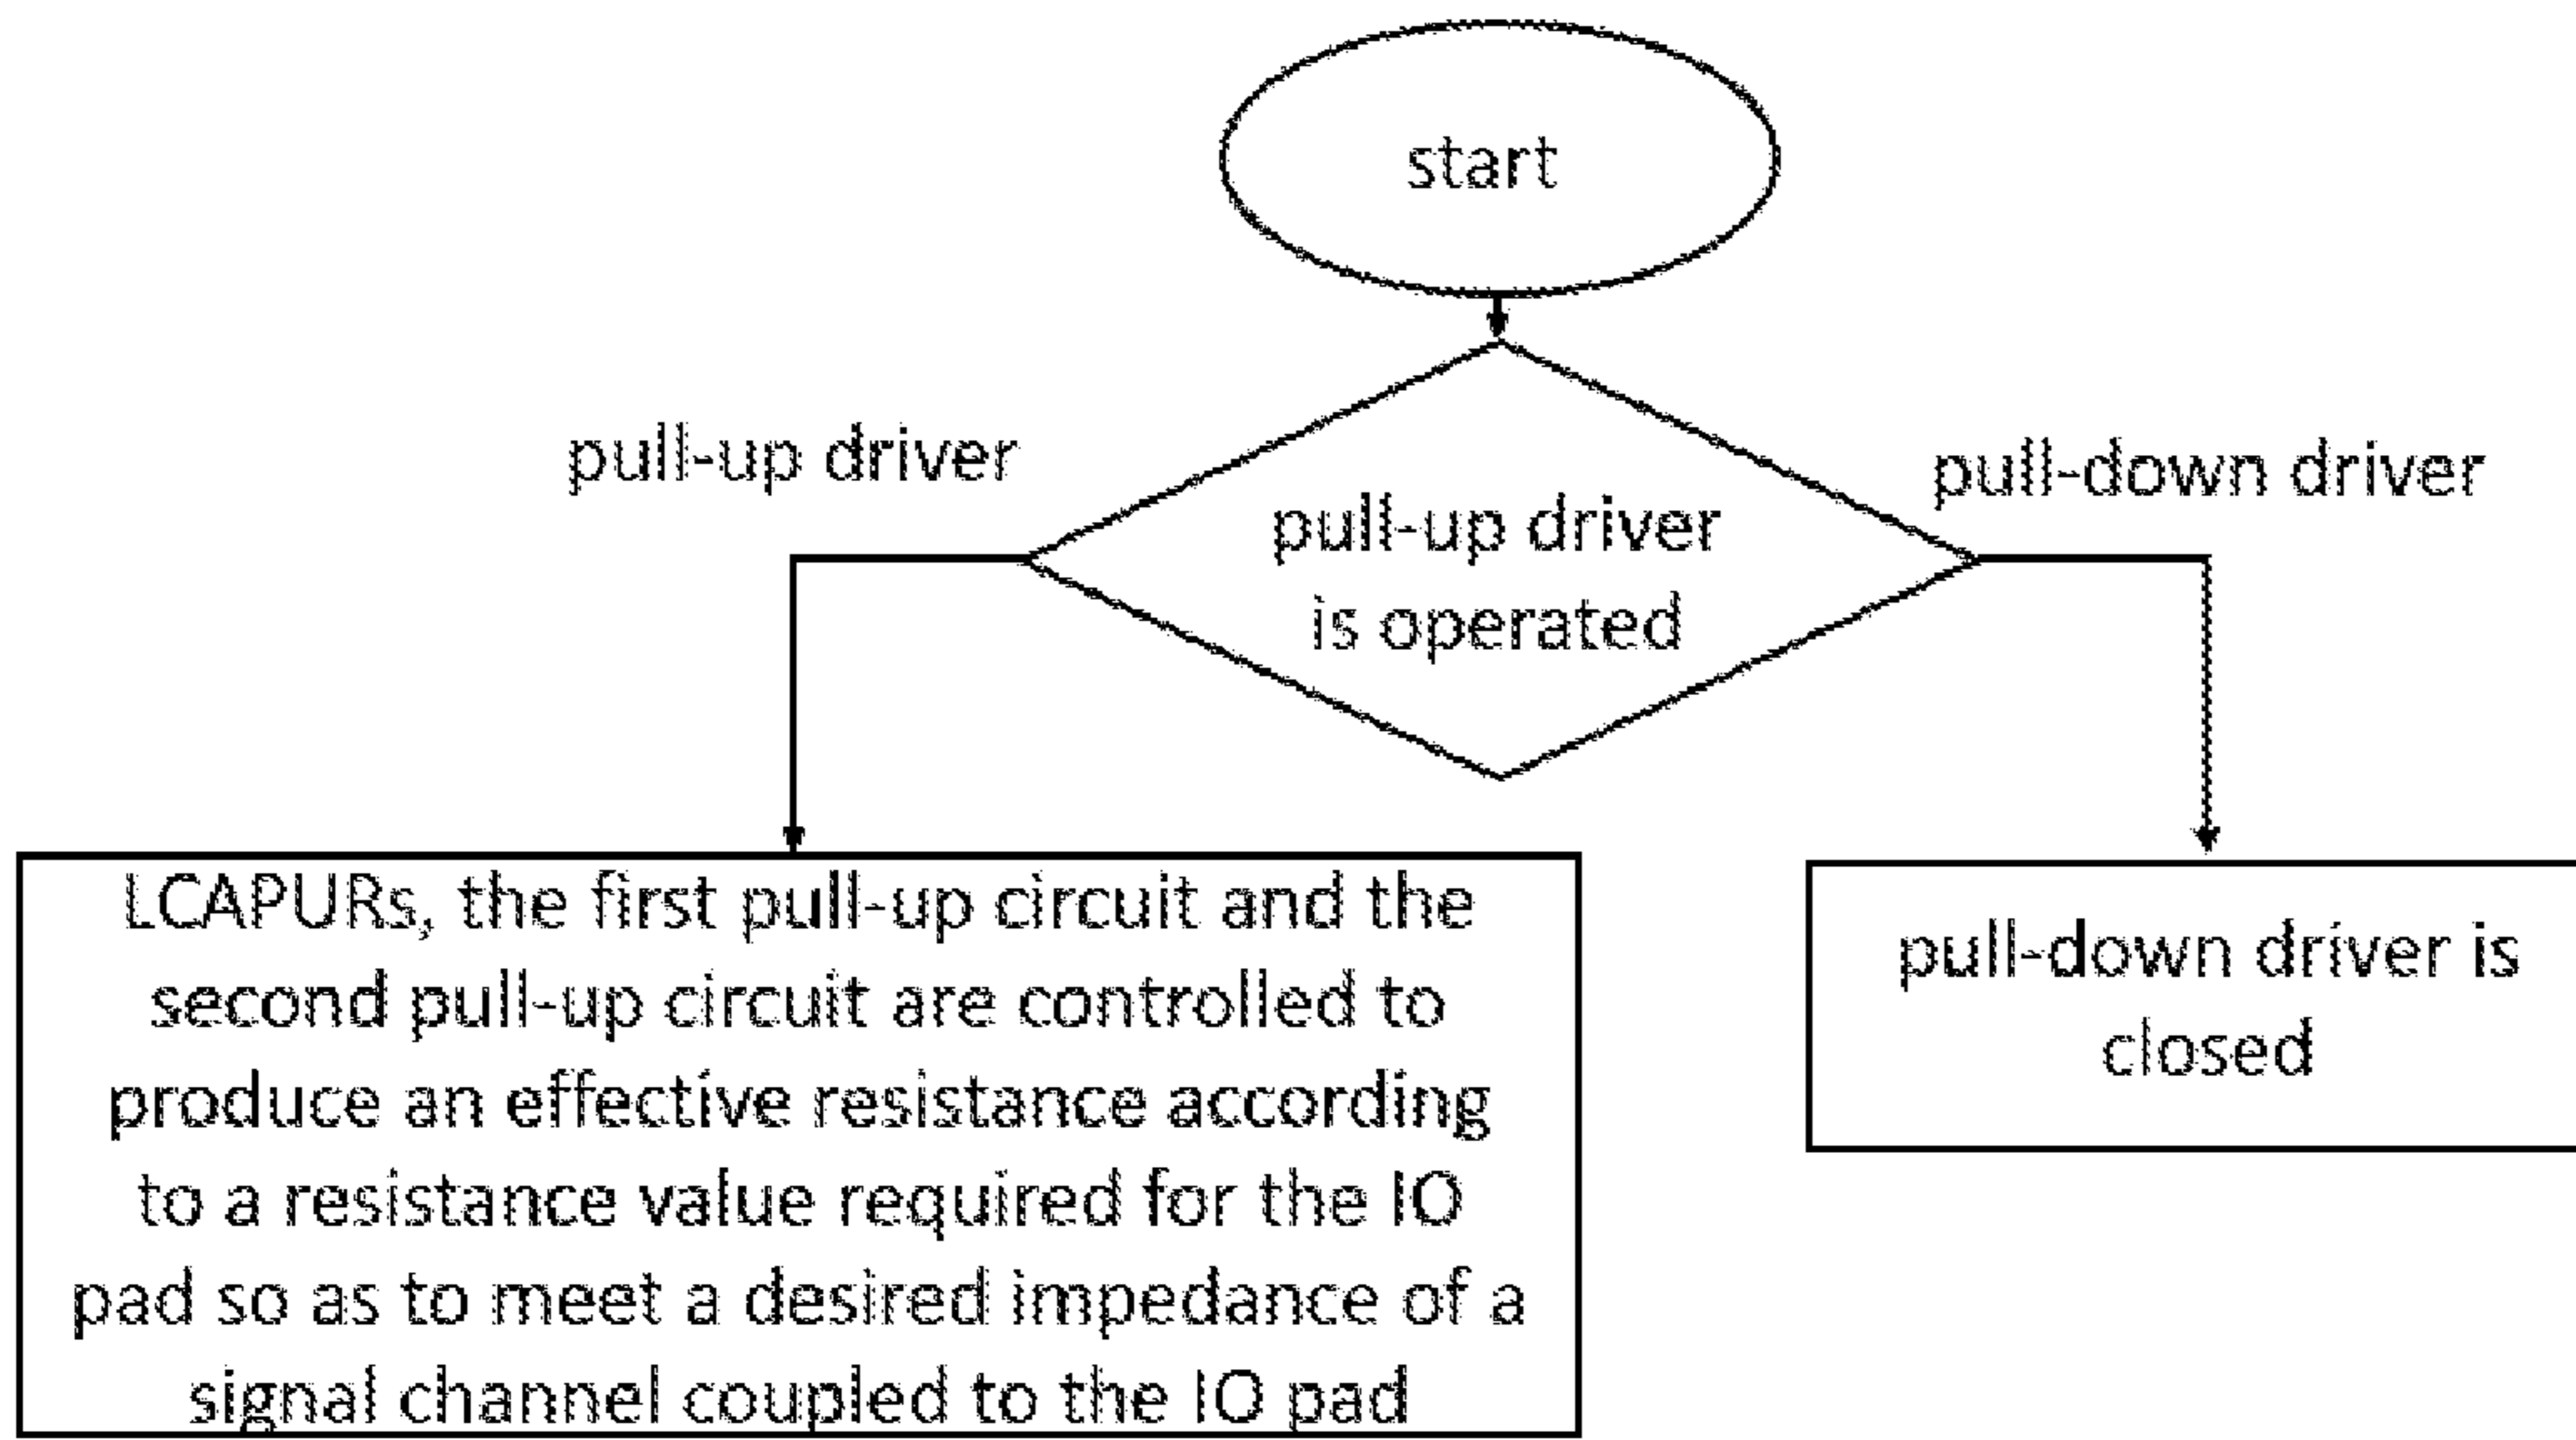 start
pull-up driver
pull-down driver
pull-up driver
is operated
LCAPURs, the first pull-up circuit and the
second pull-up circuit are controlled to
produce an effective resistance according
to a resistance value required for the IO
pad so as to meet a desired impedance of a
signal channel coupled to the IO pad
pull-down driver is
closed